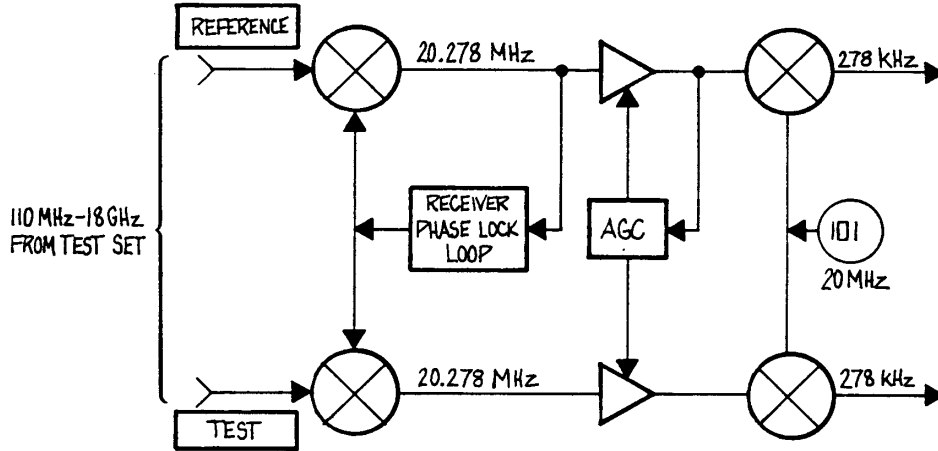 REFERENCE
20.278 MHz
278 KHz
110 MHz-18 GHz
FROM TEST SET
RECEIVER
PHASE LOCK
LOOP
AGC
101
20 MHz
20.278 MHz
278 KHz
TEST